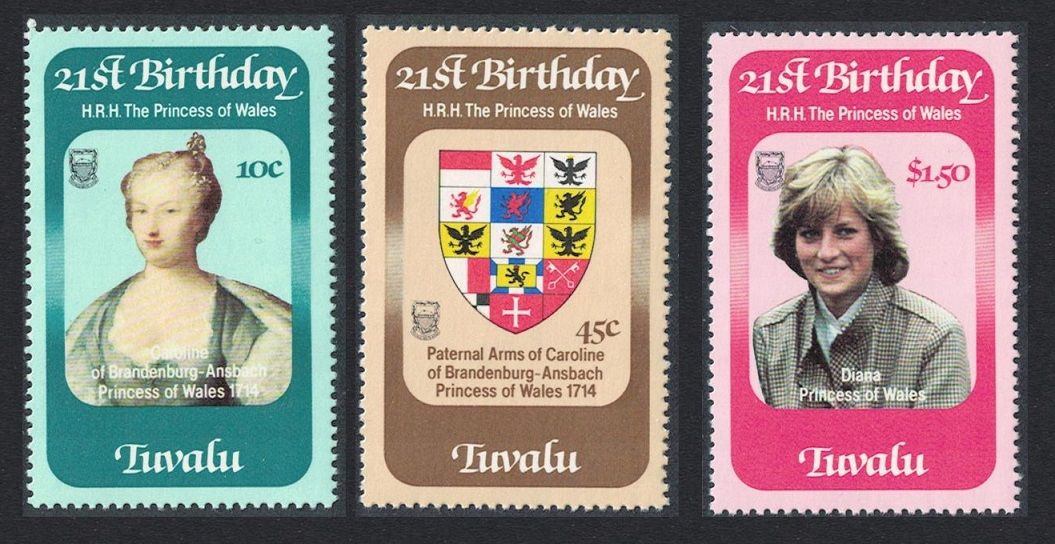 21st Birthday
H.R.H. The Princess of Wales
10c
Caroline
of Brandenburg-Ansbach
Princess of Wales 1714
Tuvalu
21st Birthday
H.R.H. The Princess of Wales
45c
Paternal Arms of Caroline
of Brandenburg-Ansbach
Princess of Wales 1714
Tuvalu
21st Birthday
H.R.H. The Princess of Wales
$1.50
Diana
Princess of Wales
Tuvalu